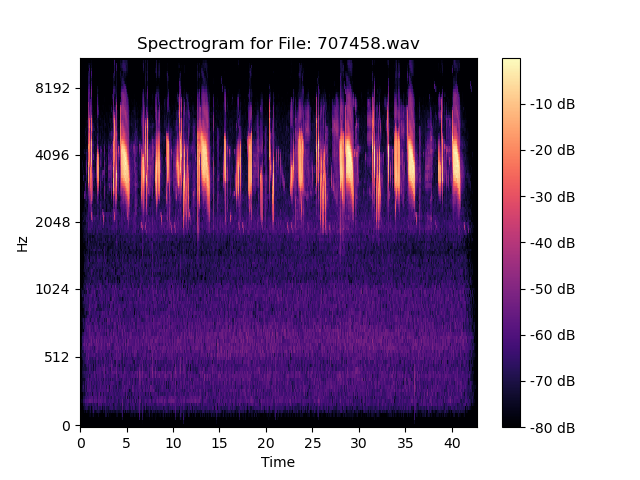 Spectrogram for File: 707458.wav
8192
4096
2048
1024
512
0
Hz
0 5 10 15 20 25 30 35 40
Time
-10 dB
-20 dB
-30 dB
-40 dB
-50 dB
-60 dB
-70 dB
-80 dB